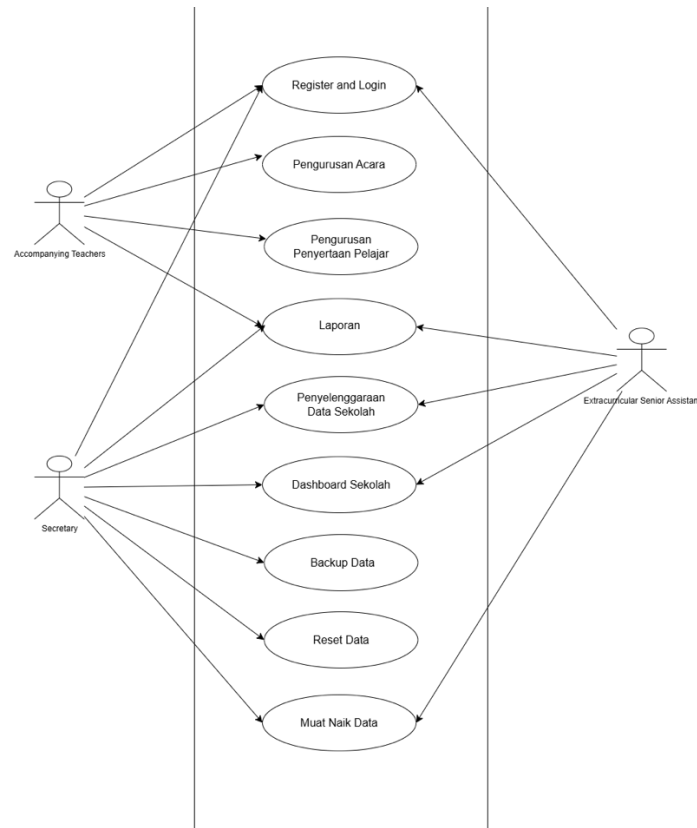 Register and Login
Pengurusan Acara
Pengurusan
Penyertaan Pelajar
Accompanying Teachers
Laporan
Extracurricular Senior Assistan
Penyelenggaraan
Data Sekolah
Dashboard Sekolah
Secretary
Backup Data
Reset Data
Muat Naik Data